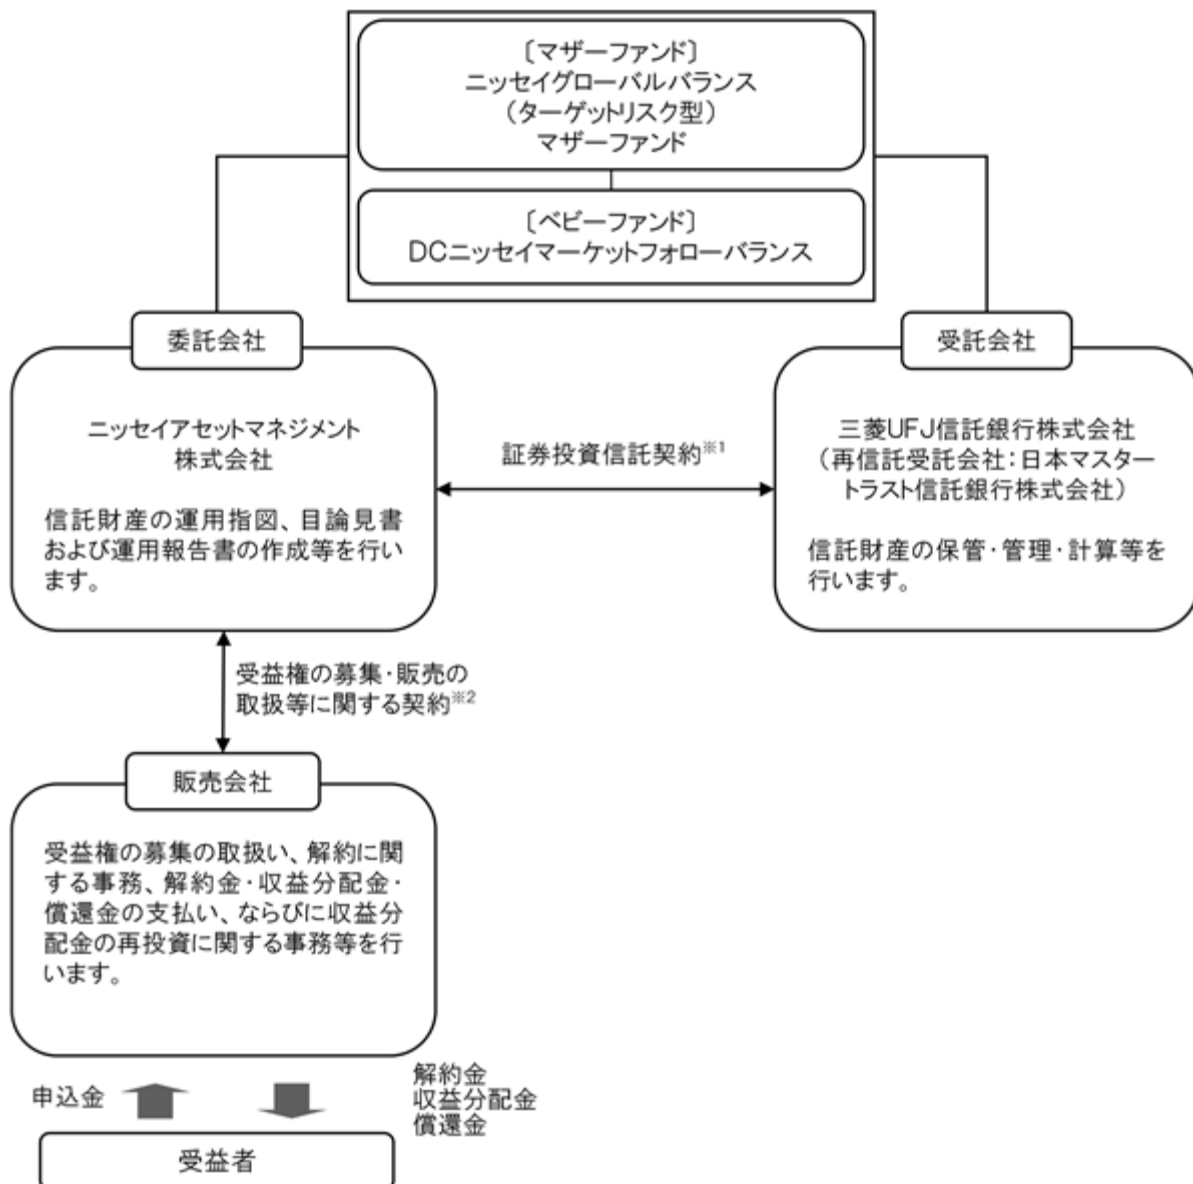 〔マザーファンド〕
ニッセイグローバルバランス
（ターゲットリスク型）
マザーファンド
〔ベビーファンド〕
DCニッセイマーケットフォローバランス
委託会社
ニッセイアセットマネジメント
株式会社
信託財産の運用指図、目論見書
および運用報告書の作成等を行い
ます。
証券投資信託契約※1
受託会社
三菱UFJ信託銀行株式会社
（再信託受託会社：日本マスター
トラスト信託銀行株式会社）
信託財産の保管・管理・計算等を
行います。
受益権の募集・販売の
取扱等に関する契約※2
販売会社
受益権の募集の取扱い、解約に関
する事務、解約金・収益分配金・
償還金の支払い、ならびに収益分
配金の再投資に関する事務等を行
います。
申込金
解約金
収益分配金
償還金
受益者